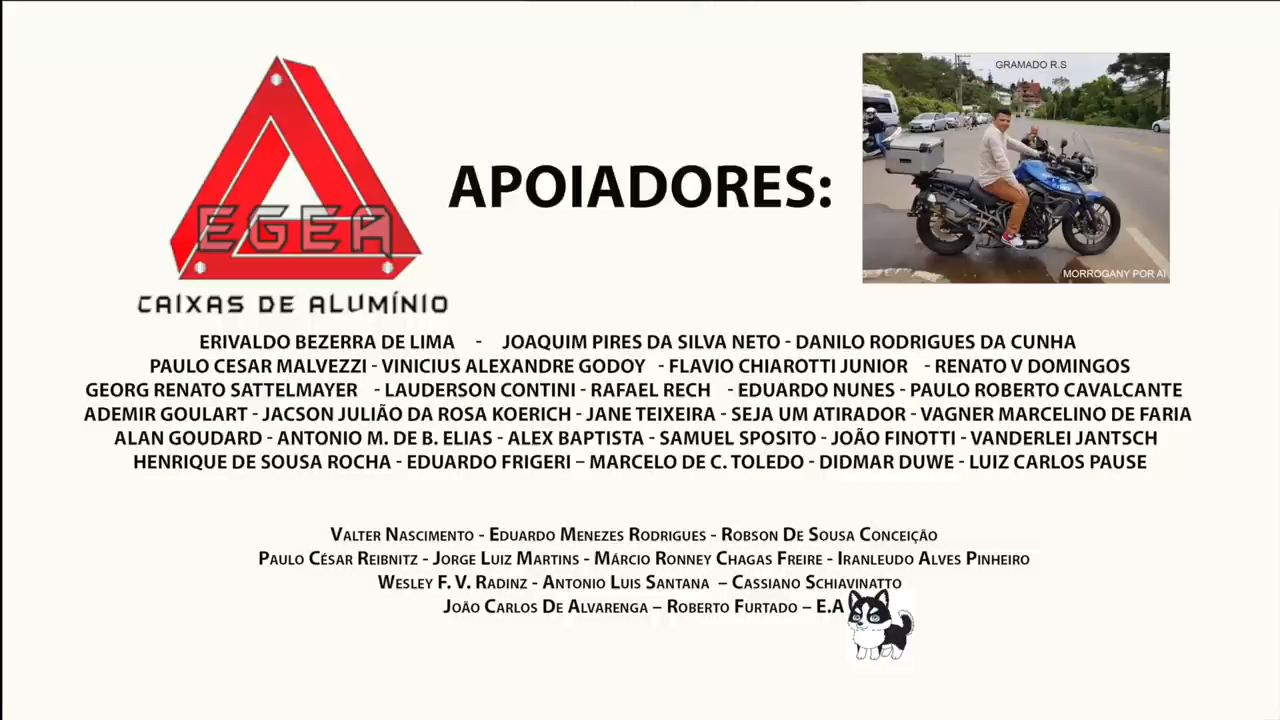 EGEA
CAIXAS DE ALUMÍNIO
APOIADORES:
GRAMADO R.S
MORROGANY POR AI
ERIVALDO BEZERRA DE LIMA - JOAQUIM PIRES DA SILVA NETO - DANILO RODRIGUES DA CUNHA
PAULO CESAR MALVEZZI - VINICIUS ALEXANDRE GODOY - FLAVIO CHIAROTTI JUNIOR - RENATO V DOMINGOS
GEORG RENATO SATTELMAYER - LAUDERSON CONTINI - RAFAEL RECH - EDUARDO NUNES - PAULO ROBERTO CAVALCANTE
ADEMIR GOULART - JACSON JULIÃO DA ROSA KOERICH - JANE TEIXEIRA - SEJA UM ATIRADOR - VAGNER MARCELINO DE FARIA
ALAN GOUDARD - ANTONIO M. DE B. ELIAS - ALEX BAPTISTA - SAMUEL SPOSITO - JOÃO FINOTTI - VANDERLEI JANTSCH
HENRIQUE DE SOUSA ROCHA - EDUARDO FRIGERI – MARCELO DE C. TOLEDO - DIDMAR DUWE - LUIZ CARLOS PAUSE
Valter Nascimento - Eduardo Menezes Rodrigues - Robson De Sousa Conceição
Paulo César Reibnitz - Jorge Luiz Martins - Márcio Ronney Chagas Freire - Iranleudo Alves Pinheiro
Wesley F. V. Radinz - Antonio Luis Santana – Cassiano Schiavinatto
João Carlos De Alvarenga – Roberto Furtado – E.A